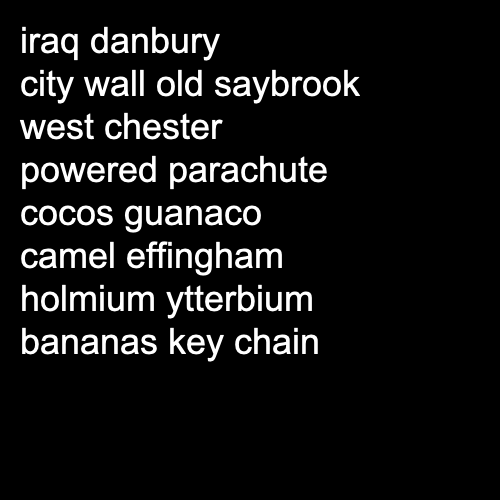 iraq danbury
city wall old saybrook
west chester
powered parachute
cocos guanaco
camel effingham
holmium ytterbium
bananas key chain